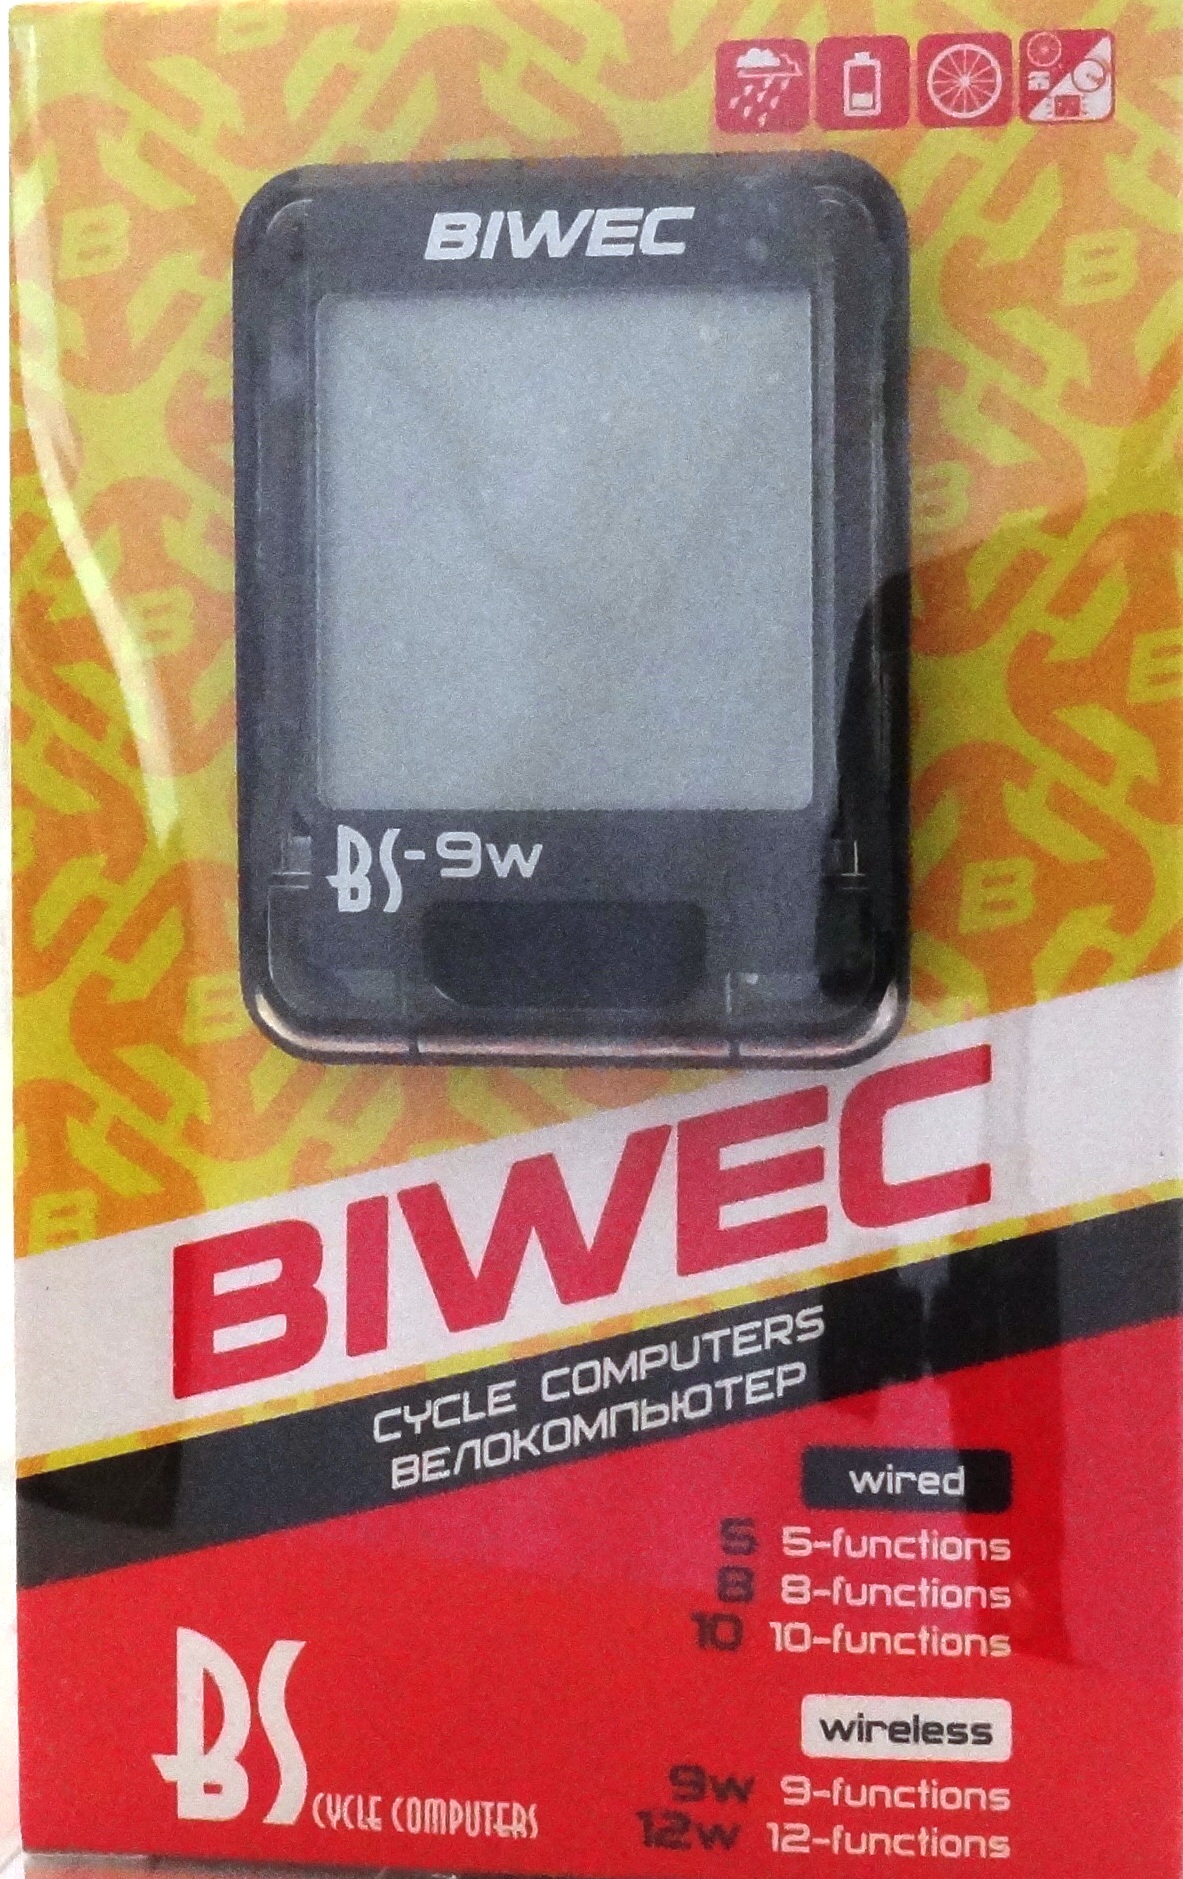 BIWEC
BS-9w
BIWEC
CYCLE COMPUTERS
ВЕЛОКОМПЬЮТЕР
wired
5 5-functions
8 8-functions
10 10-functions
wireless
9w 9-functions
12w 12-functions
BS CYCLE COMPUTERS